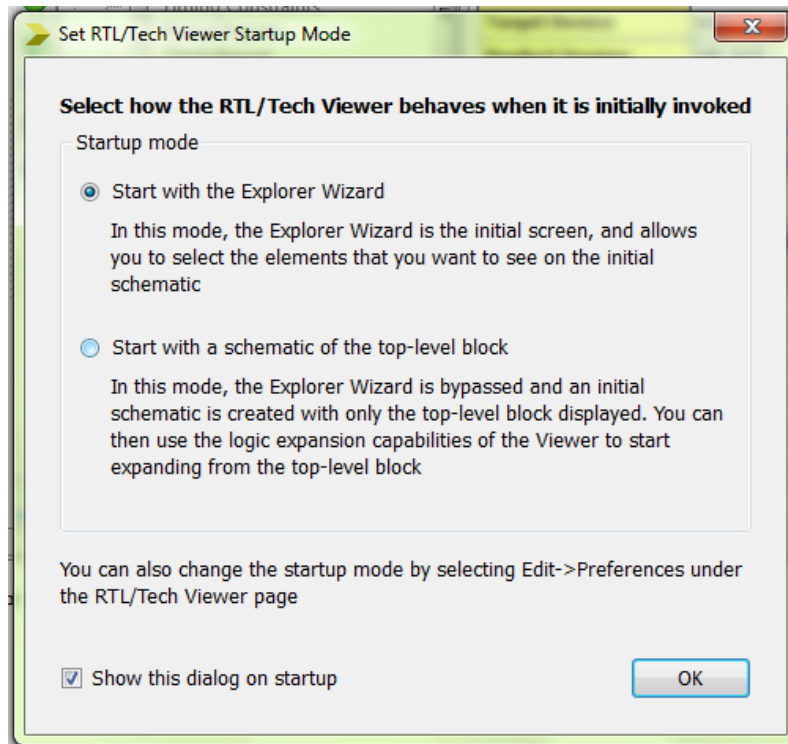 Timing Constraints
Target Device:
Product Version:
Set RTL/Tech Viewer Startup Mode
Select how the RTL/Tech Viewer behaves when it is initially invoked
Startup mode
Start with the Explorer Wizard
In this mode, the Explorer Wizard is the initial screen, and allows
you to select the elements that you want to see on the initial
schematic
Start with a schematic of the top-level block
In this mode, the Explorer Wizard is bypassed and an initial
schematic is created with only the top-level block displayed. You can
then use the logic expansion capabilities of the Viewer to start
expanding from the top-level block
You can also change the startup mode by selecting Edit->Preferences under
the RTL/Tech Viewer page
Show this dialog on startup
OK